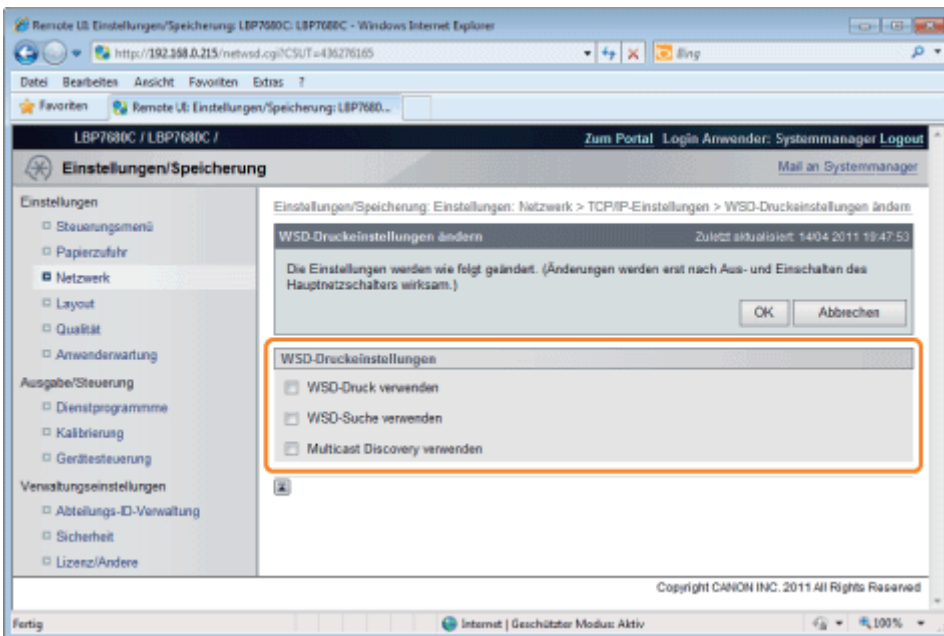 Remote UI: Einstellungen/Speicherung: LBP7680C: LBP7680C - Windows Internet Explorer
http://192.168.0.215/netwsd.cgi?CSUT=436276165
Bing
Datei Bearbeiten Ansicht Favoriten Extras ?
Favoriten Remote UI: Einstellungen/Speicherung: LBP7680...
LBP7680C / LBP7680C / Zum Portal Login Anwender: Systemmanager Logout
Einstellungen/Speicherung Mail an Systemmanager
Einstellungen
Steuerungsmenü
Papierzufuhr
Netzwerk
Layout
Qualität
Anwenderwartung
Ausgabe/Steuerung
Dienstprogrammme
Kalibrierung
Gerätesteuerung
Verwaltungseinstellungen
Abteilungs-ID-Verwaltung
Sicherheit
Lizenz/Andere
Einstellungen/Speicherung: Einstellungen: Netzwerk > TCP/IP-Einstellungen > WSD-Druckeinstellungen ändern
WSD-Druckeinstellungen ändern Zuletzt aktualisiert: 14/04 2011 19:47:53
Die Einstellungen werden wie folgt geändert. (Änderungen werden erst nach Aus- und Einschalten des
Hauptnetzschalters wirksam.)
OK Abbrechen
WSD-Druckeinstellungen
WSD-Druck verwenden
WSD-Suche verwenden
Multicast Discovery verwenden
Copyright CANON INC. 2011 All Rights Reserved
Fertig Internet | Geschützter Modus: Aktiv 100%